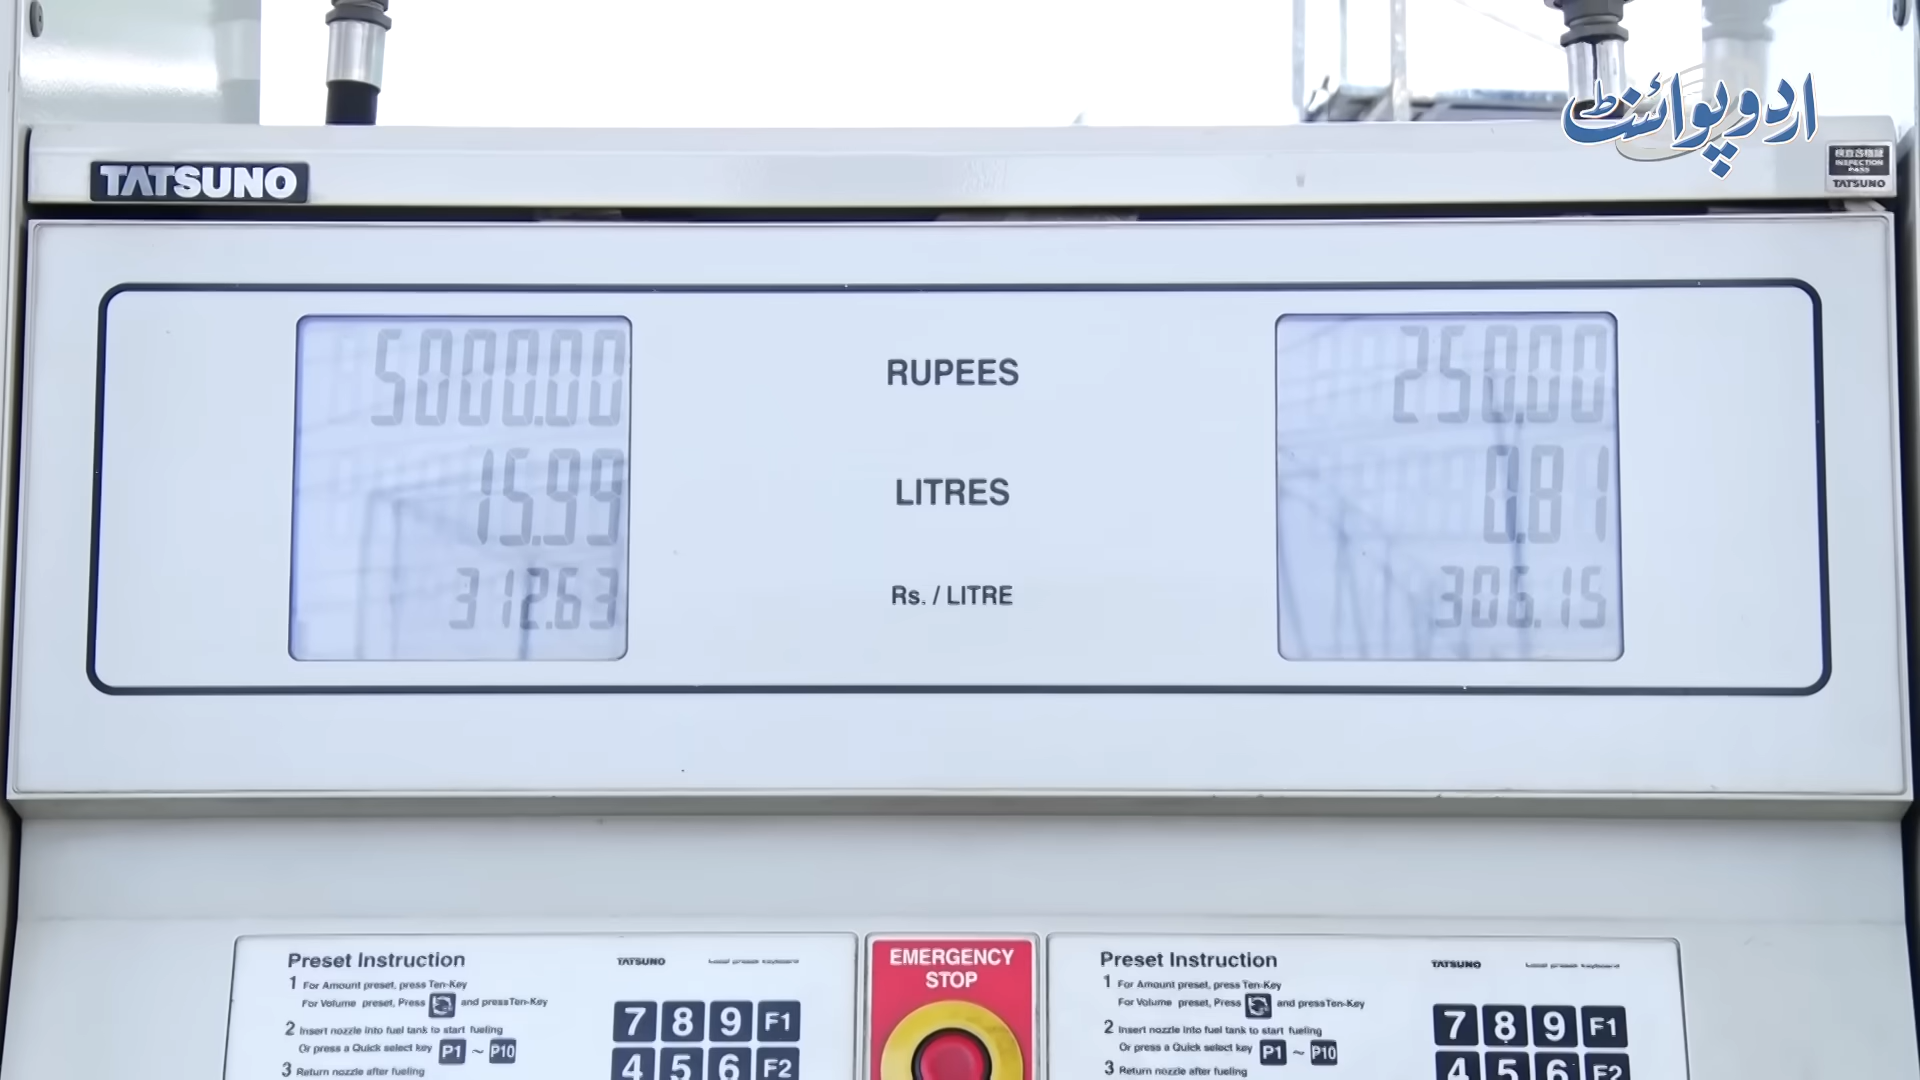 اردوپوائنٹ
TATSUNO
INSPECTION
PASS
TATSUNO
5000.00 RUPEES 250.00
15.99 LITRES 0.81
312.63 Rs. / LITRE 306.15
Preset Instruction
TATSUNO
1 For Amount preset, press Ten-Key
For Volume preset, Press and press Ten-Key
2 Insert nozzle into fuel tank to start fueling
Or press a Quick select key P1 ~ P10
3 Return nozzle after fueling
7 8 9 F1
4 5 6 F2
EMERGENCY
STOP
Preset Instruction
TATSUNO
1 For Amount preset, press Ten-Key
For Volume preset, Press and press Ten-Key
2 Insert nozzle into fuel tank to start fueling
Or press a Quick select key P1 ~ P10
3 Return nozzle after fueling
7 8 9 F1
4 5 6 F2